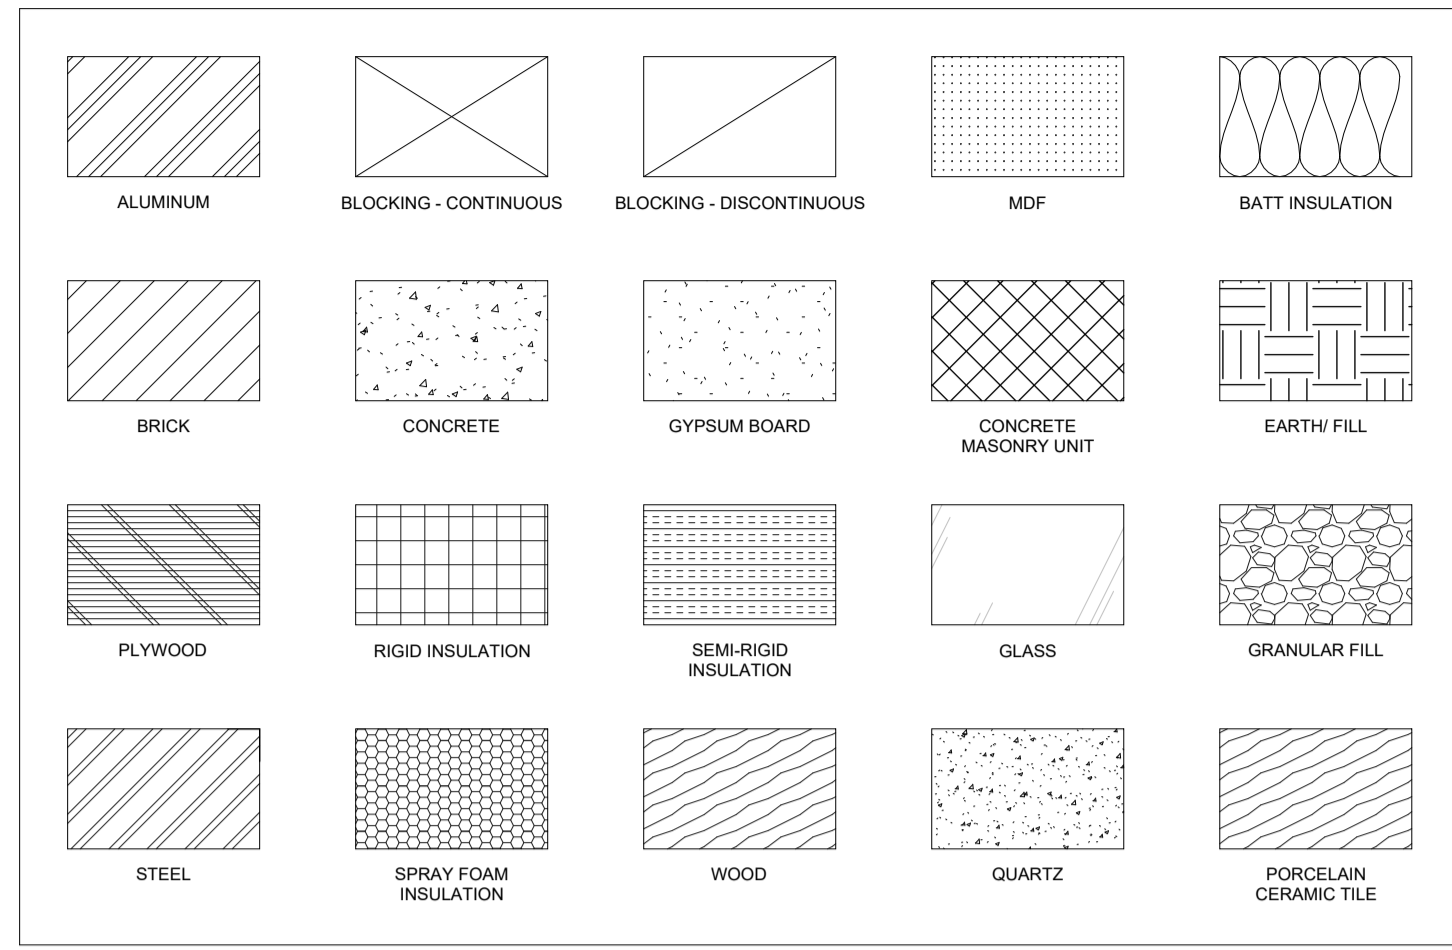 ALUMINUM
BLOCKING - CONTINUOUS
BLOCKING - DISCONTINUOUS
MDF
BATT INSULATION
BRICK
CONCRETE
GYPSUM BOARD
CONCRETE
MASONRY UNIT
EARTH/ FILL
PLYWOOD
RIGID INSULATION
SEMI-RIGID
INSULATION
GLASS
GRANULAR FILL
STEEL
SPRAY FOAM
INSULATION
WOOD
QUARTZ
PORCELAIN
CERAMIC TILE